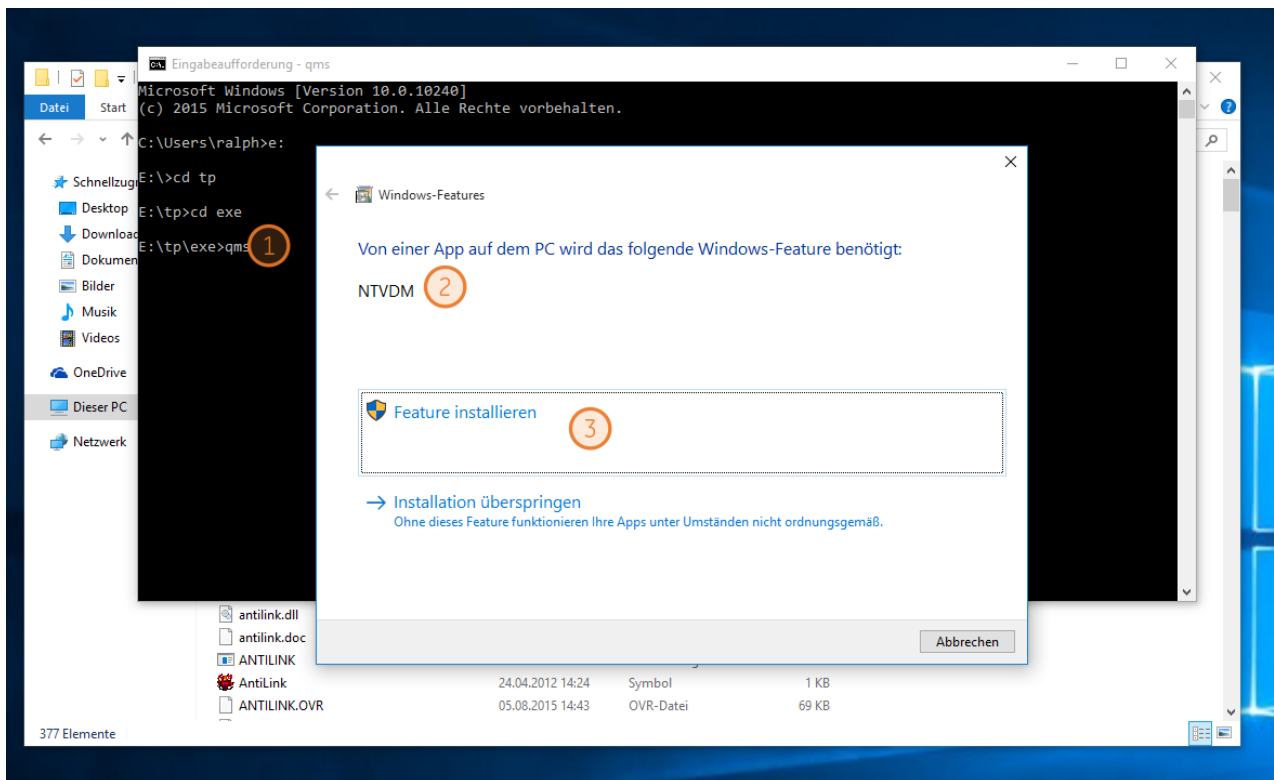 Eingabeaufforderung - qms
Datei Start
Microsoft Windows [Version 10.0.10240]
(c) 2015 Microsoft Corporation. Alle Rechte vorbehalten.
C:\Users\ralph>e:
E:\>cd tp
E:\tp>cd exe
E:\tp\exe>qms
1
Schnellzug
Desktop
Downloa
Dokumen
Bilder
Musik
Videos
OneDrive
Dieser PC
Netzwerk
Windows-Features
Von einer App auf dem PC wird das folgende Windows-Feature benötigt:
NTVDM 2
Feature installieren 3
Installation überspringen
Ohne dieses Feature funktionieren Ihre Apps unter Umständen nicht ordnungsgemäß.
Abbrechen
antilink.dll
antilink.doc
ANTILINK
AntiLink 24.04.2012 14:24 Symbol 1 KB
ANTILINK.OVR 05.08.2015 14:43 OVR-Datei 69 KB
377 Elemente